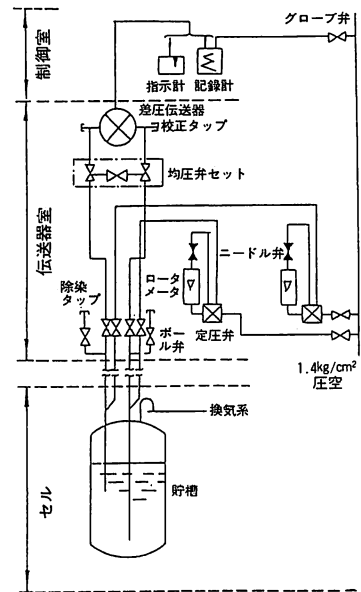 グローブ弁
制御室
指示計
記録計
差圧伝送器
校正タップ
均圧弁セット
伝送器室
除染
タップ
ロータ
メータ
ニードル弁
ボー
ル弁
定圧弁
1.4kg/cm²
圧空
換気系
セル
貯槽